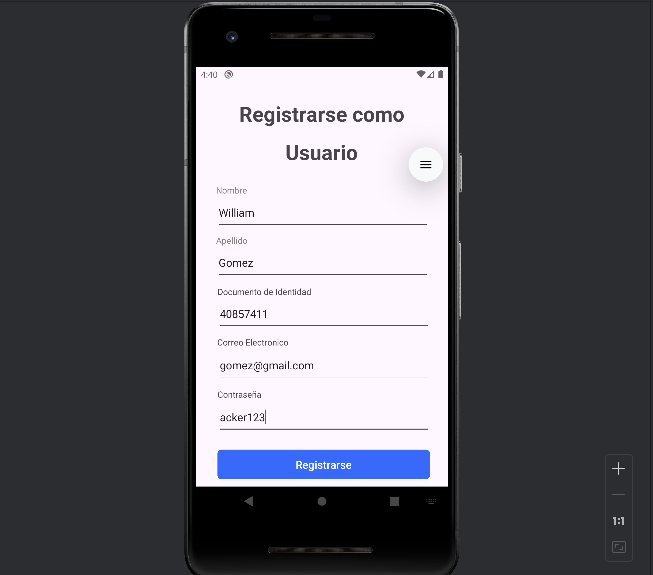 4:40
Registrarse como
Usuario
Nombre
William
Apellido
Gomez
Documento de Identidad
40857411
Correo Electronico
gomez@gmail.com
Contraseña
acker123
Registrarse
1:1